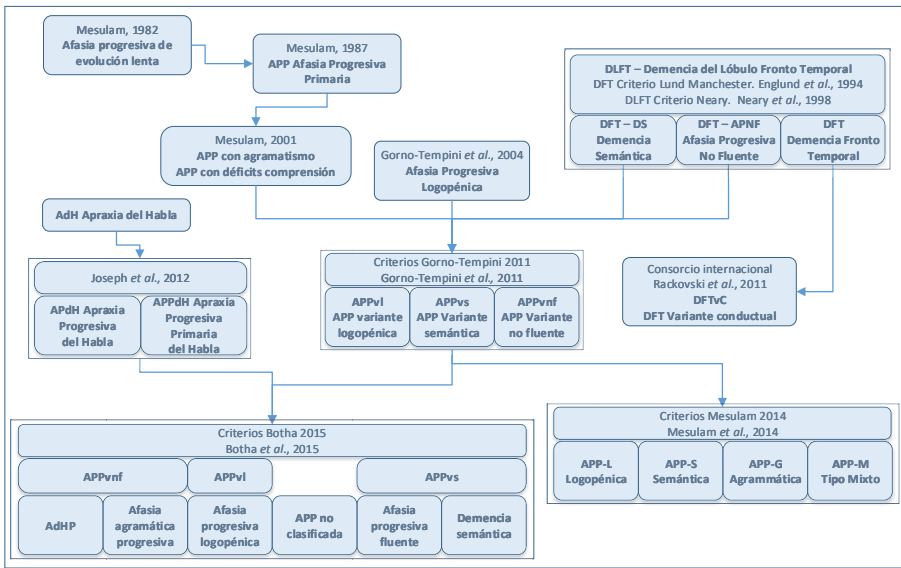 Mesulam, 1982
Afasia progresiva de
evolución lenta
Mesulam, 1987
APP Afasia Progresiva
Primaria
DLFT – Demencia del Lóbulo Fronto Temporal
DFT Criterio Lund Manchester. Englund et al., 1994
DLFT Criterio Neary. Neary et al., 1998
DFT – DS
Demencia
Semántica
DFT – APNF
Afasia Progresiva
No Fluente
DFT
Demencia Fronto
Temporal
Mesulam, 2001
APP con agramatismo
APP con déficits comprensión
Gorno-Tempini et al., 2004
Afasia Progresiva
Logopénica
AdH Apraxia del Habla
Joseph et al., 2012
APdH Apraxia
Progresiva
del Habla
APPdH Apraxia
Progresiva
Primaria
del Habla
Criterios Gorno-Tempini 2011
Gorno-Tempini et al., 2011
APPvl
APP variante
logopénica
APPvs
APP Variante
semántica
APPvnf
APP Variante
no fluente
Consorcio internacional
Rackovski et al., 2011
DFTvC
DFT Variante conductual
Criterios Botha 2015
Botha et al., 2015
APPvnf
APPvl
APPvs
AdHP
Afasia
agramática
progresiva
Afasia
progresiva
logopénica
APP no
clasificada
Afasia
progresiva
fluente
Demencia
semántica
Criterios Mesulam 2014
Mesulam et al., 2014
APP-L
Logopénica
APP-S
Semántica
APP-G
Agrammática
APP-M
Tipo Mixto